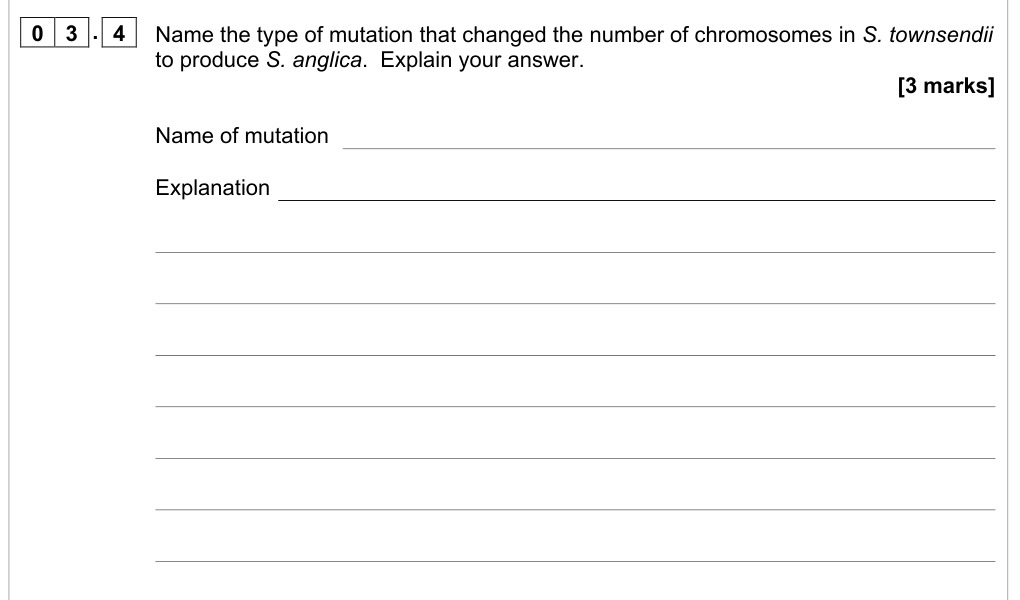 0 3 . 4 Name the type of mutation that changed the number of chromosomes in S. townsendii
to produce S. anglica. Explain your answer.
[3 marks]
Name of mutation
Explanation